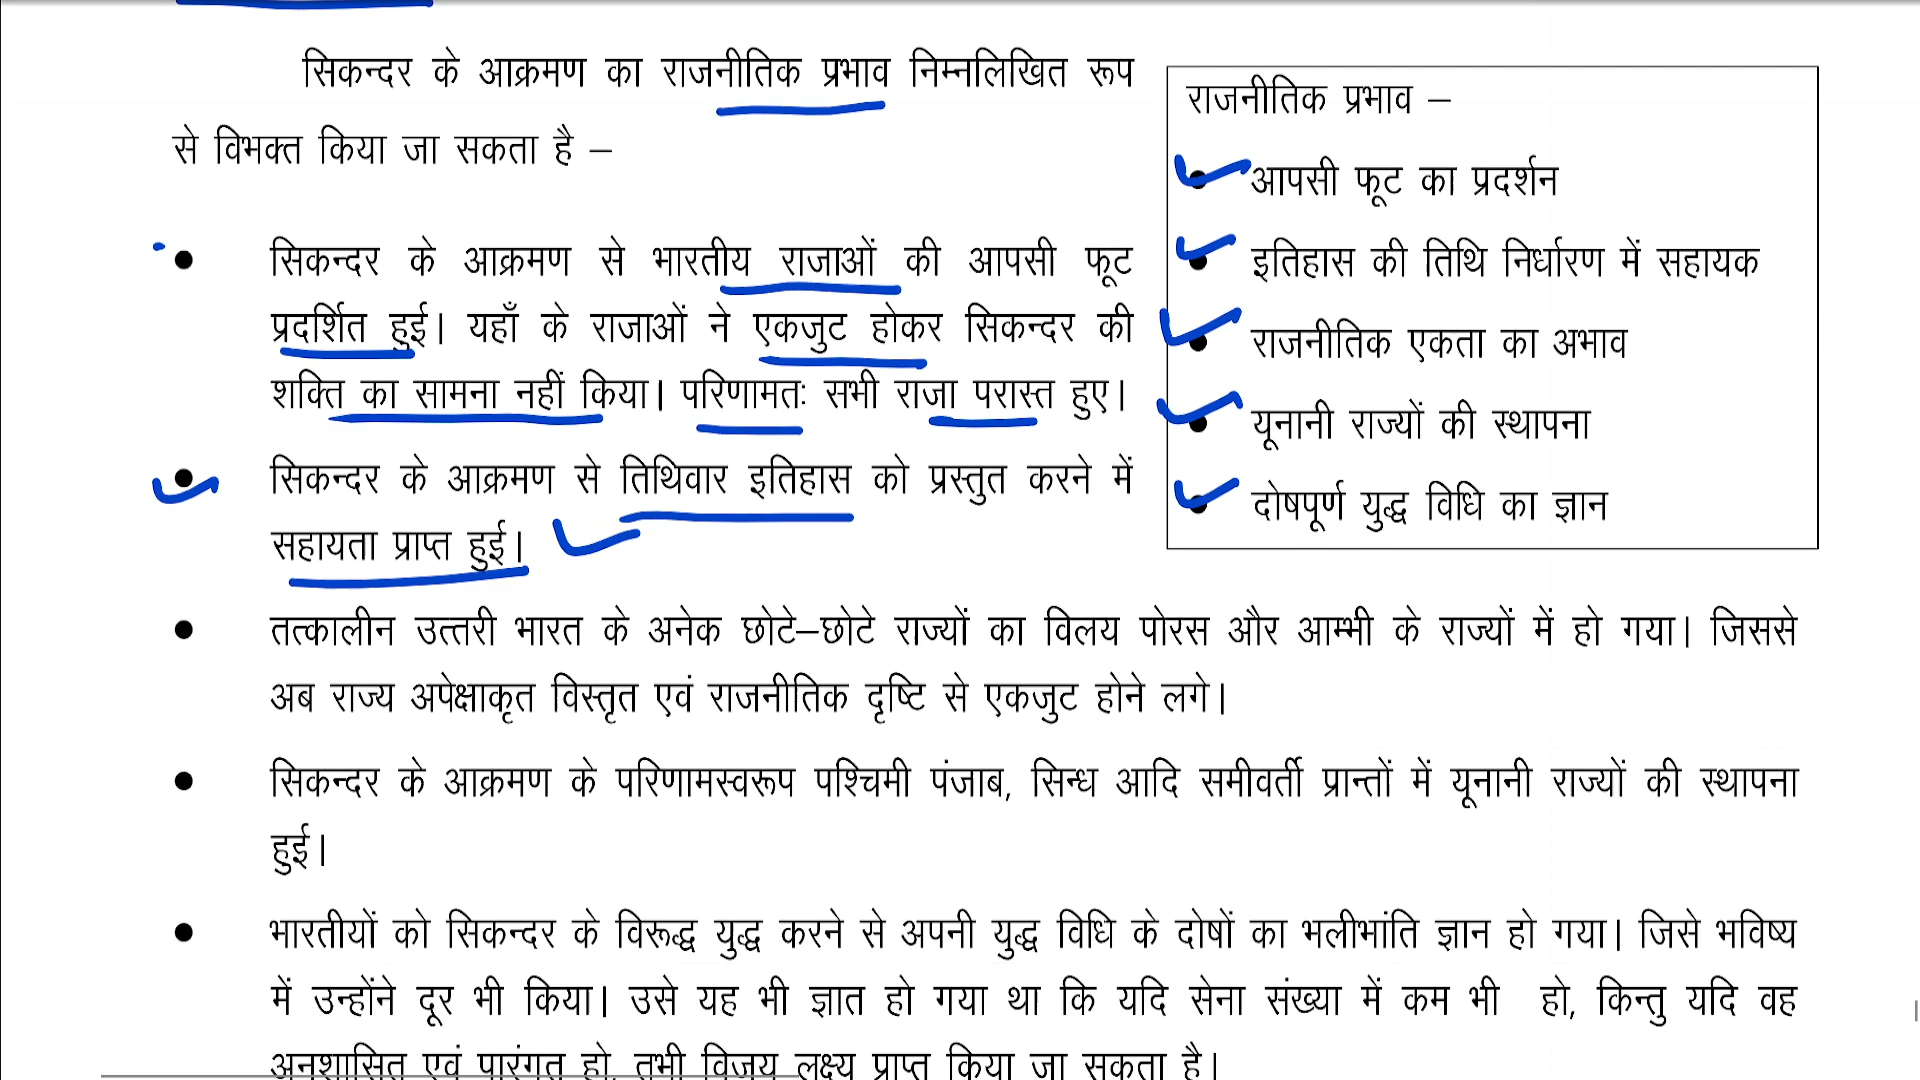 सिकन्दर के आक्रमण का राजनीतिक प्रभाव निम्नलिखित रूप
से विभक्त किया जा सकता है –
● सिकन्दर के आक्रमण से भारतीय राजाओं की आपसी फूट
प्रदर्शित हुई। यहाँ के राजाओं ने एकजुट होकर सिकन्दर की
शक्ति का सामना नहीं किया। परिणामतः सभी राजा परास्त हुए।
● सिकन्दर के आक्रमण से तिथिवार इतिहास को प्रस्तुत करने में
सहायता प्राप्त हुई।
राजनीतिक प्रभाव –
● आपसी फूट का प्रदर्शन
● इतिहास की तिथि निर्धारण में सहायक
● राजनीतिक एकता का अभाव
● यूनानी राज्यों की स्थापना
● दोषपूर्ण युद्ध विधि का ज्ञान
● तत्कालीन उत्तरी भारत के अनेक छोटे–छोटे राज्यों का विलय पोरस और आम्भी के राज्यों में हो गया। जिससे
अब राज्य अपेक्षाकृत विस्तृत एवं राजनीतिक दृष्टि से एकजुट होने लगे।
● सिकन्दर के आक्रमण के परिणामस्वरूप पश्चिमी पंजाब, सिन्ध आदि समीवर्ती प्रान्तों में यूनानी राज्यों की स्थापना
हुई।
● भारतीयों को सिकन्दर के विरूद्ध युद्ध करने से अपनी युद्ध विधि के दोषों का भलीभांति ज्ञान हो गया। जिसे भविष्य
में उन्होंने दूर भी किया। उसे यह भी ज्ञात हो गया था कि यदि सेना संख्या में कम भी हो, किन्तु यदि वह
अनुशासित एवं पारंगत हो, तभी विजय लक्ष्य प्राप्त किया जा सकता है।